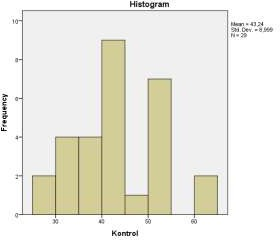 Histogram
Mean = 43,24
Std. Dev. = 8,999
N = 29
10
8
6
4
2
0
Frequency
30 40 50 60
Kontrol